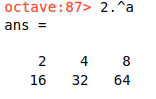 octave:87> 2.^a
ans =
2 4 8
16 32 64